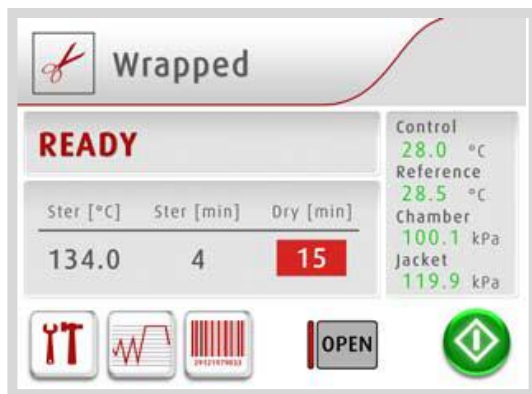 Wrapped
READY
Ster [°C] Ster [min] Dry [min]
134.0 4 15
Control
28.0 °C
Reference
28.5 °C
Chamber
100.1 kPa
Jacket
119.9 kPa
OPEN